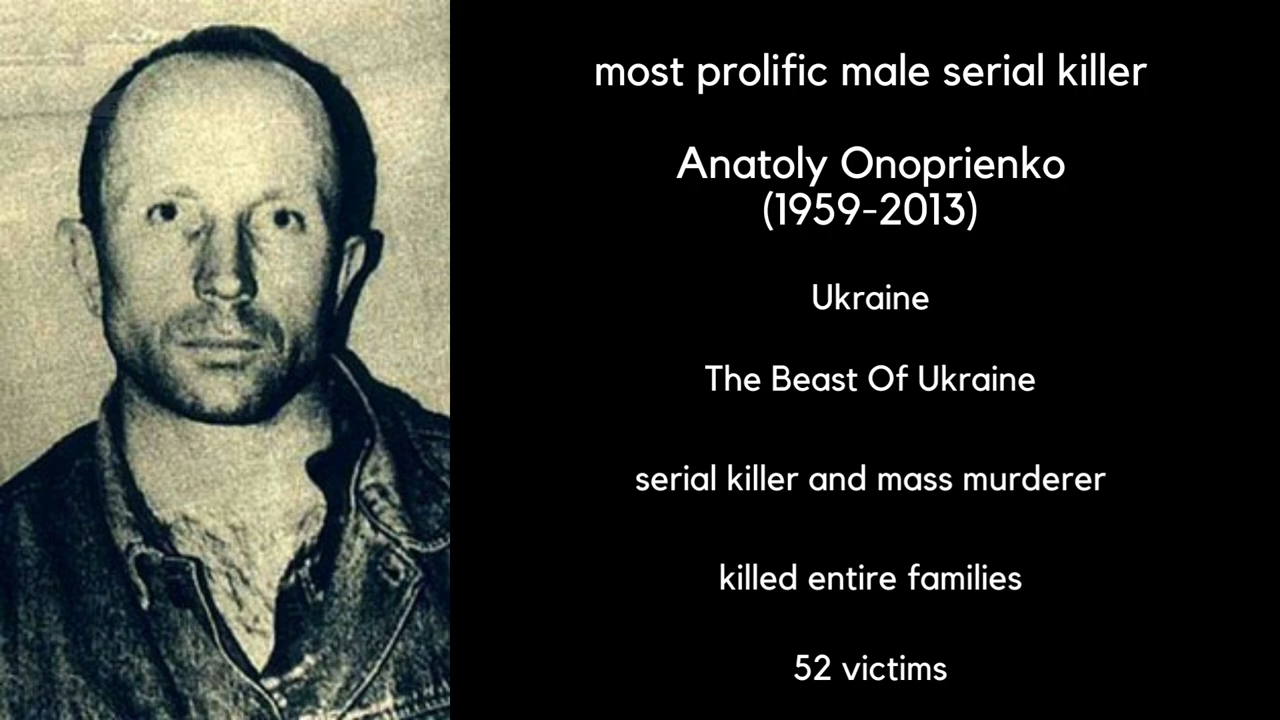 most prolific male serial killer
Anatoly Onoprienko
(1959-2013)
Ukraine
The Beast Of Ukraine
serial killer and mass murderer
killed entire families
52 victims